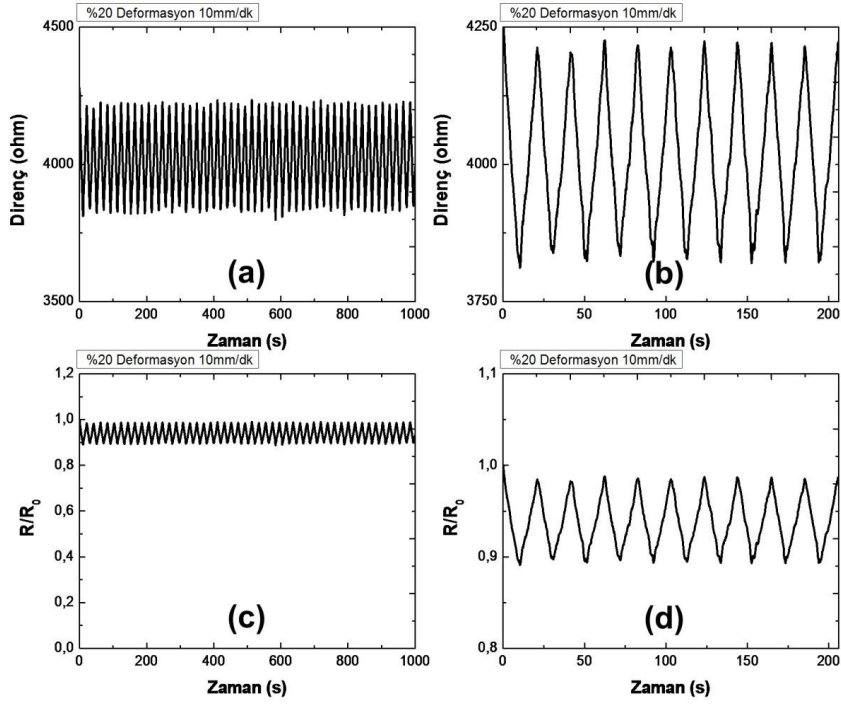 %20 Deformasyon 10mm/dk
4500
4000
3500
Direnç (ohm)
0 200 400 600 800 1000
Zaman (s)
(a)
%20 Deformasyon 10mm/dk
4250
4000
3750
Direnç (ohm)
0 50 100 150 200
Zaman (s)
(b)
%20 Deformasyon 10mm/dk
1,2
1,0
0,8
0,6
0,4
0,2
0,0
R/R₀
0 200 400 600 800 1000
Zaman (s)
(c)
%20 Deformasyon 10mm/dk
1,1
1,0
0,9
0,8
R/R₀
0 50 100 150 200
Zaman (s)
(d)